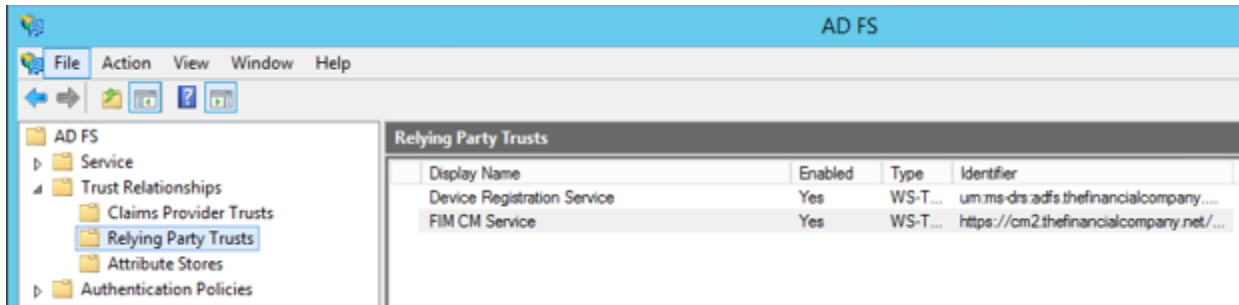 AD FS
File Action View Window Help
AD FS
Service
Trust Relationships
Claims Provider Trusts
Relying Party Trusts
Attribute Stores
Authentication Policies
Relying Party Trusts
Display Name Enabled Type Identifier
Device Registration Service Yes WS-T... urn:ms-drs:adfs.thefinancialcompany....
FIM CM Service Yes WS-T... https://cm2.thefinancialcompany.net/...